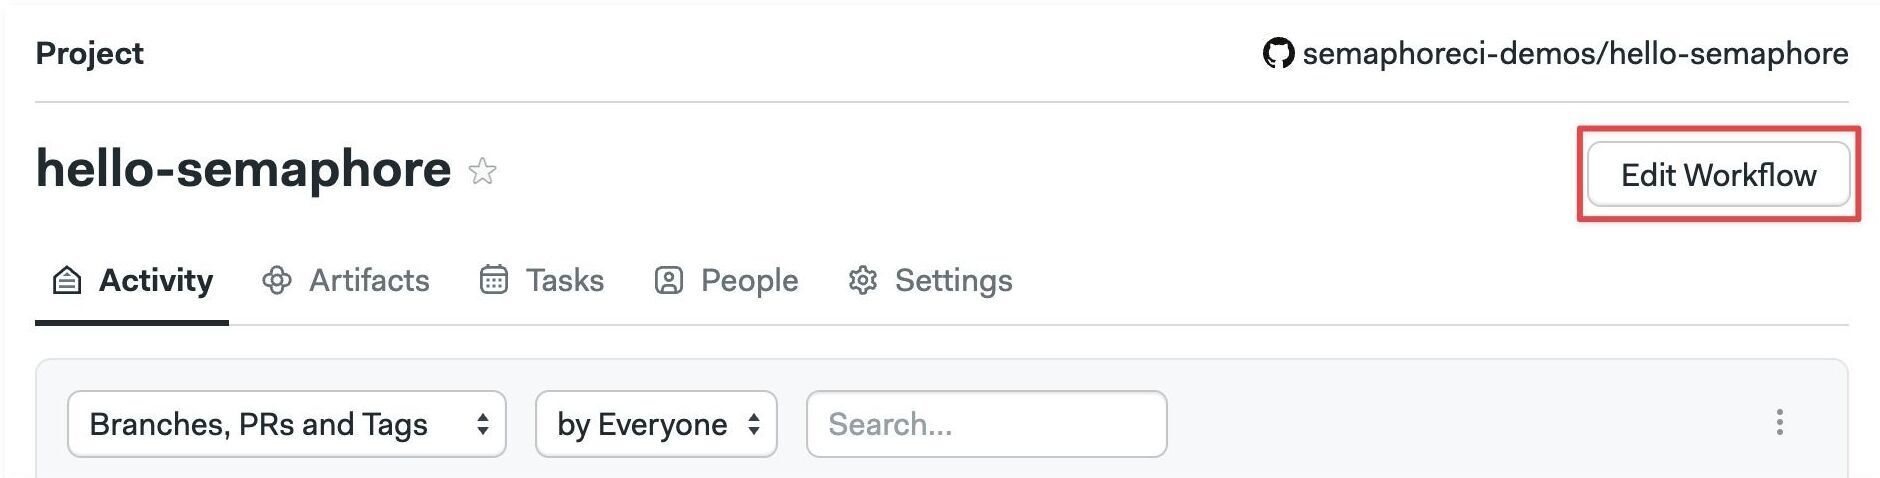 Project
semaphoreci-demos/hello-semaphore
hello-semaphore
Edit Workflow
Activity Artifacts Tasks People Settings
Branches, PRs and Tags by Everyone Search...